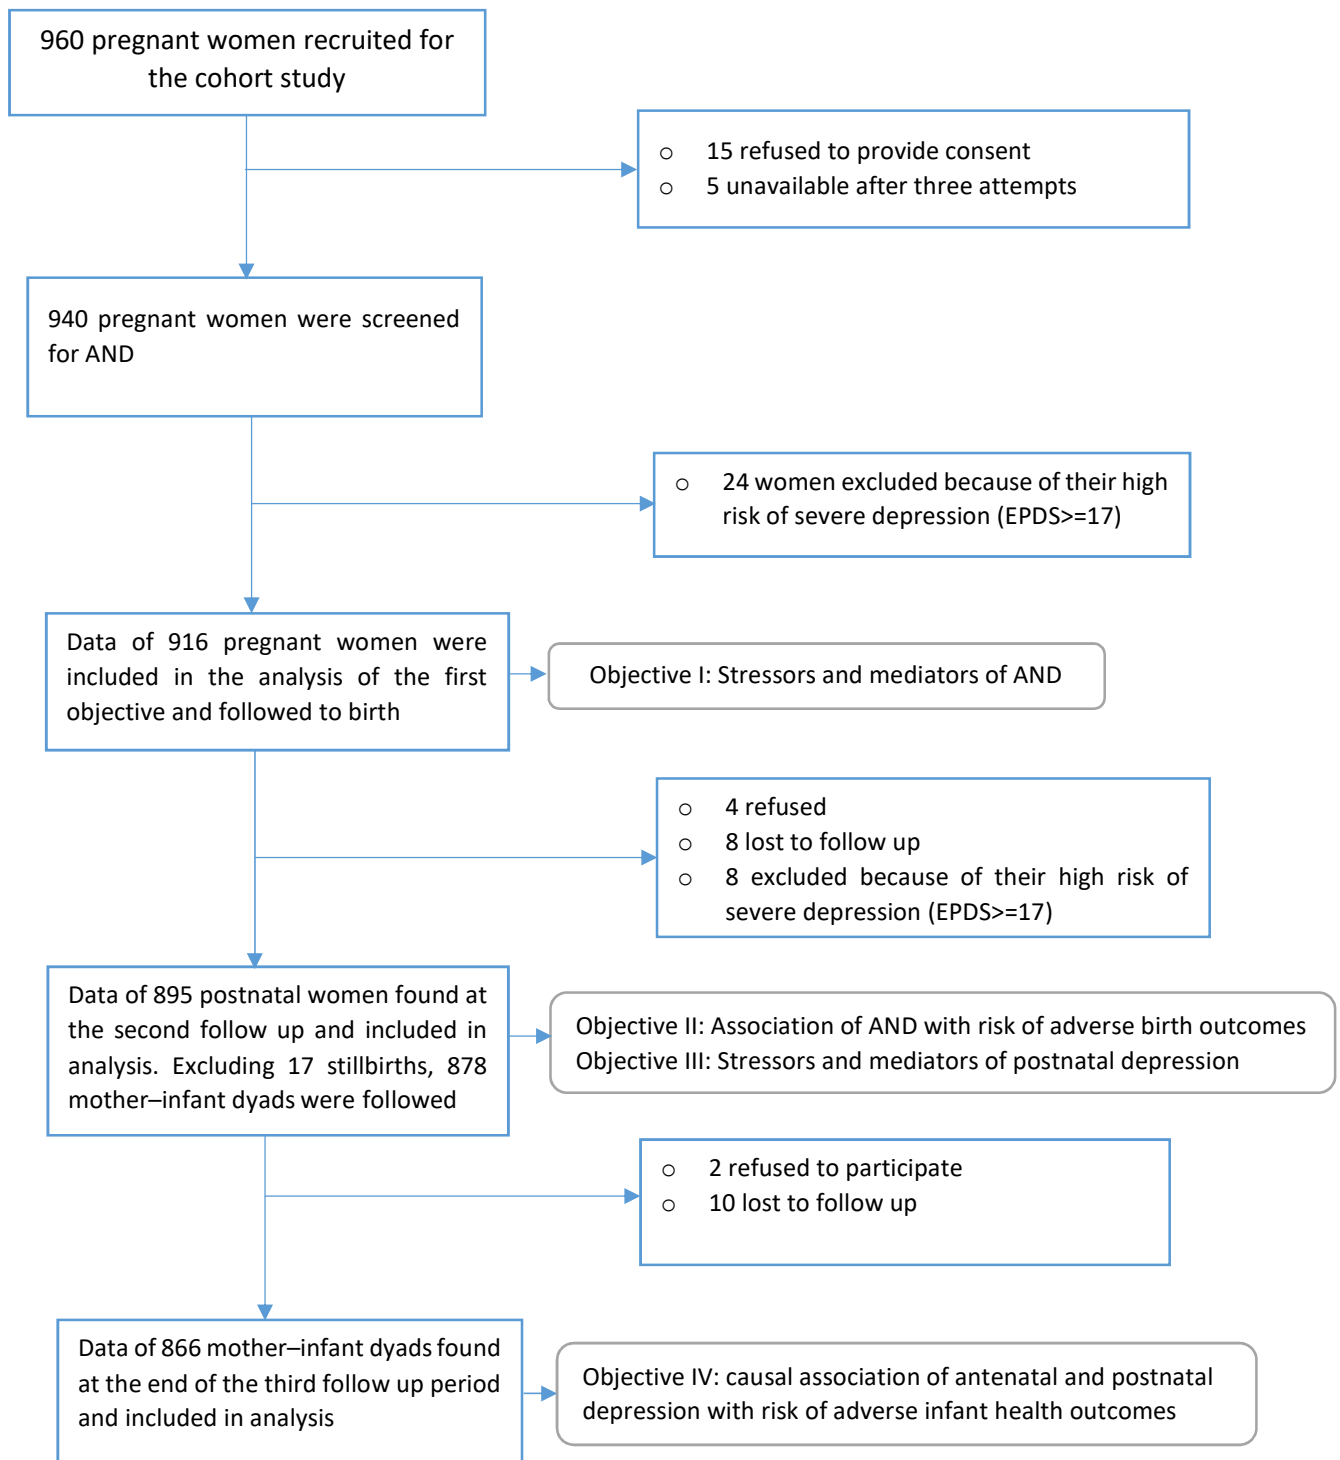 960 pregnant women recruited for
the cohort study
o 15 refused to provide consent
o 5 unavailable after three attempts
940 pregnant women were screened
for AND
o 24 women excluded because of their high
risk of severe depression (EPDS>=17)
Data of 916 pregnant women were
included in the analysis of the first
objective and followed to birth
Objective I: Stressors and mediators of AND
o 4 refused
o 8 lost to follow up
o 8 excluded because of their high risk of
severe depression (EPDS>=17)
Data of 895 postnatal women found at
the second follow up and included in
analysis. Excluding 17 stillbirths, 878
mother–infant dyads were followed
Objective II: Association of AND with risk of adverse birth outcomes
Objective III: Stressors and mediators of postnatal depression
o 2 refused to participate
o 10 lost to follow up
Data of 866 mother–infant dyads found
at the end of the third follow up period
and included in analysis
Objective IV: causal association of antenatal and postnatal
depression with risk of adverse infant health outcomes